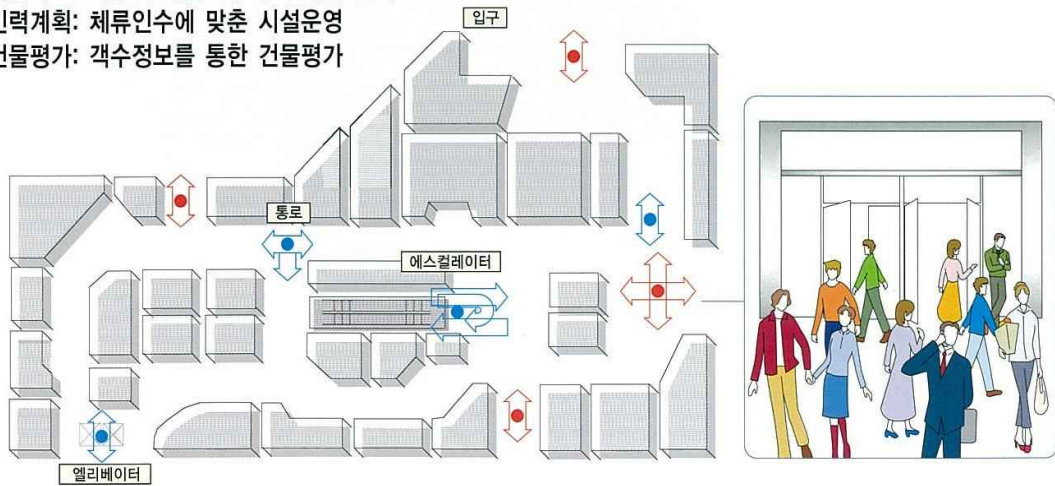 인력계획: 체류인수에 맞춘 시설운영
건물평가: 객수정보를 통한 건물평가
입구
통로
에스컬레이터
엘리베이터